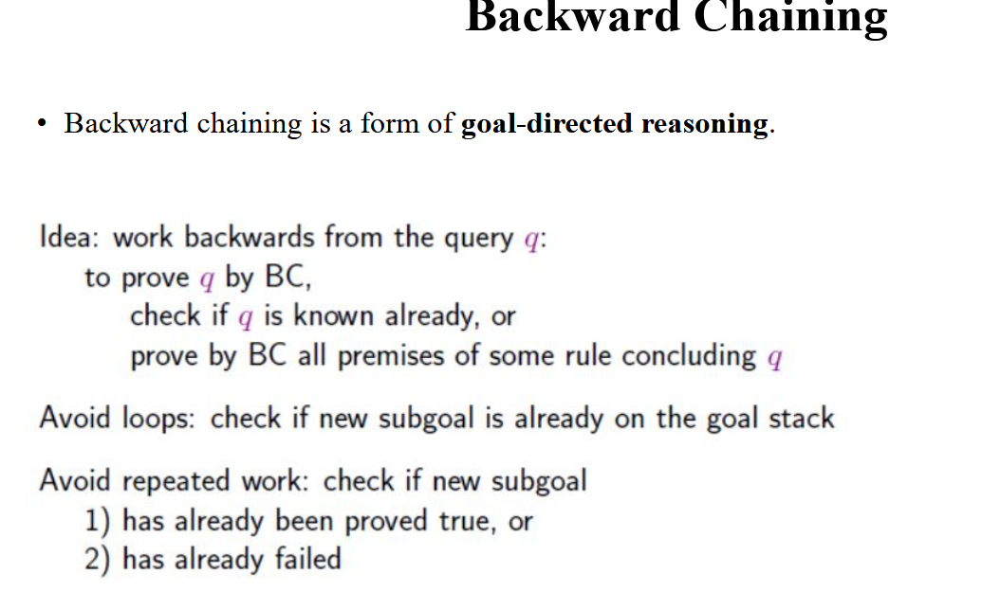 Backward Chaining
• Backward chaining is a form of goal-directed reasoning.
Idea: work backwards from the query q:
to prove q by BC,
check if q is known already, or
prove by BC all premises of some rule concluding q
Avoid loops: check if new subgoal is already on the goal stack
Avoid repeated work: check if new subgoal
1) has already been proved true, or
2) has already failed